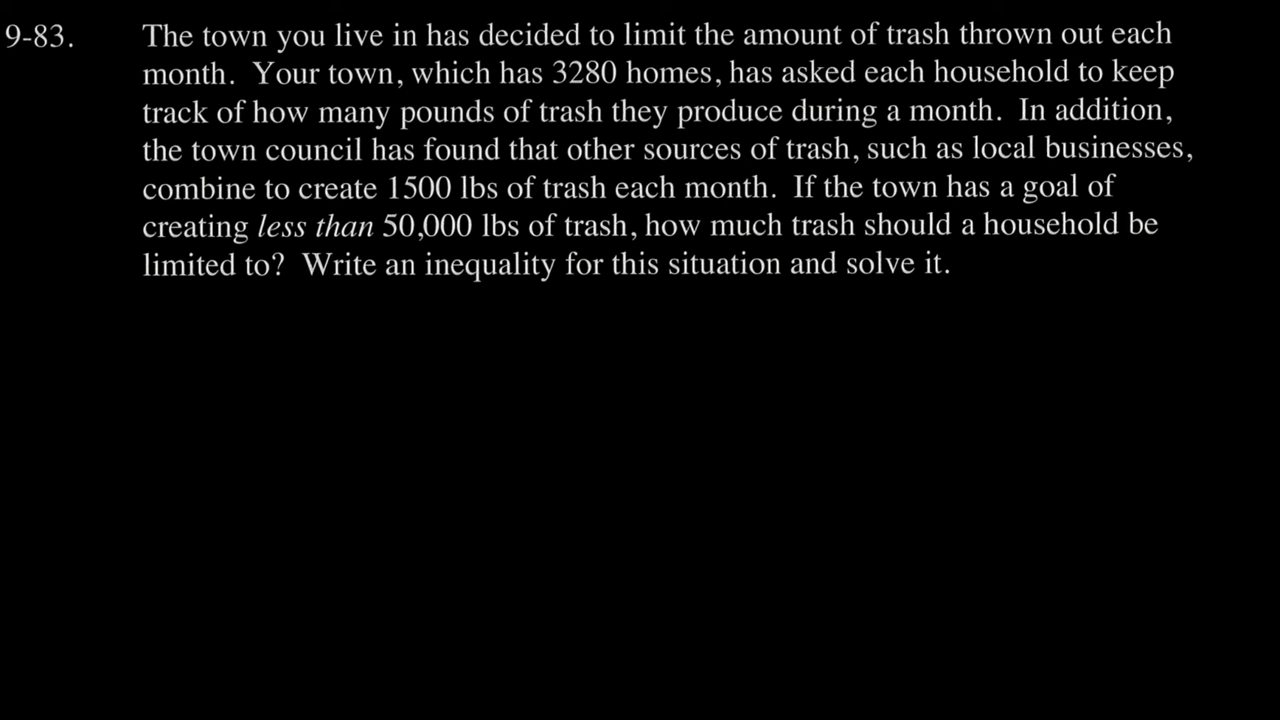 9-83. The town you live in has decided to limit the amount of trash thrown out each
month. Your town, which has 3280 homes, has asked each household to keep
track of how many pounds of trash they produce during a month. In addition,
the town council has found that other sources of trash, such as local businesses,
combine to create 1500 lbs of trash each month. If the town has a goal of
creating less than 50,000 lbs of trash, how much trash should a household be
limited to? Write an inequality for this situation and solve it.